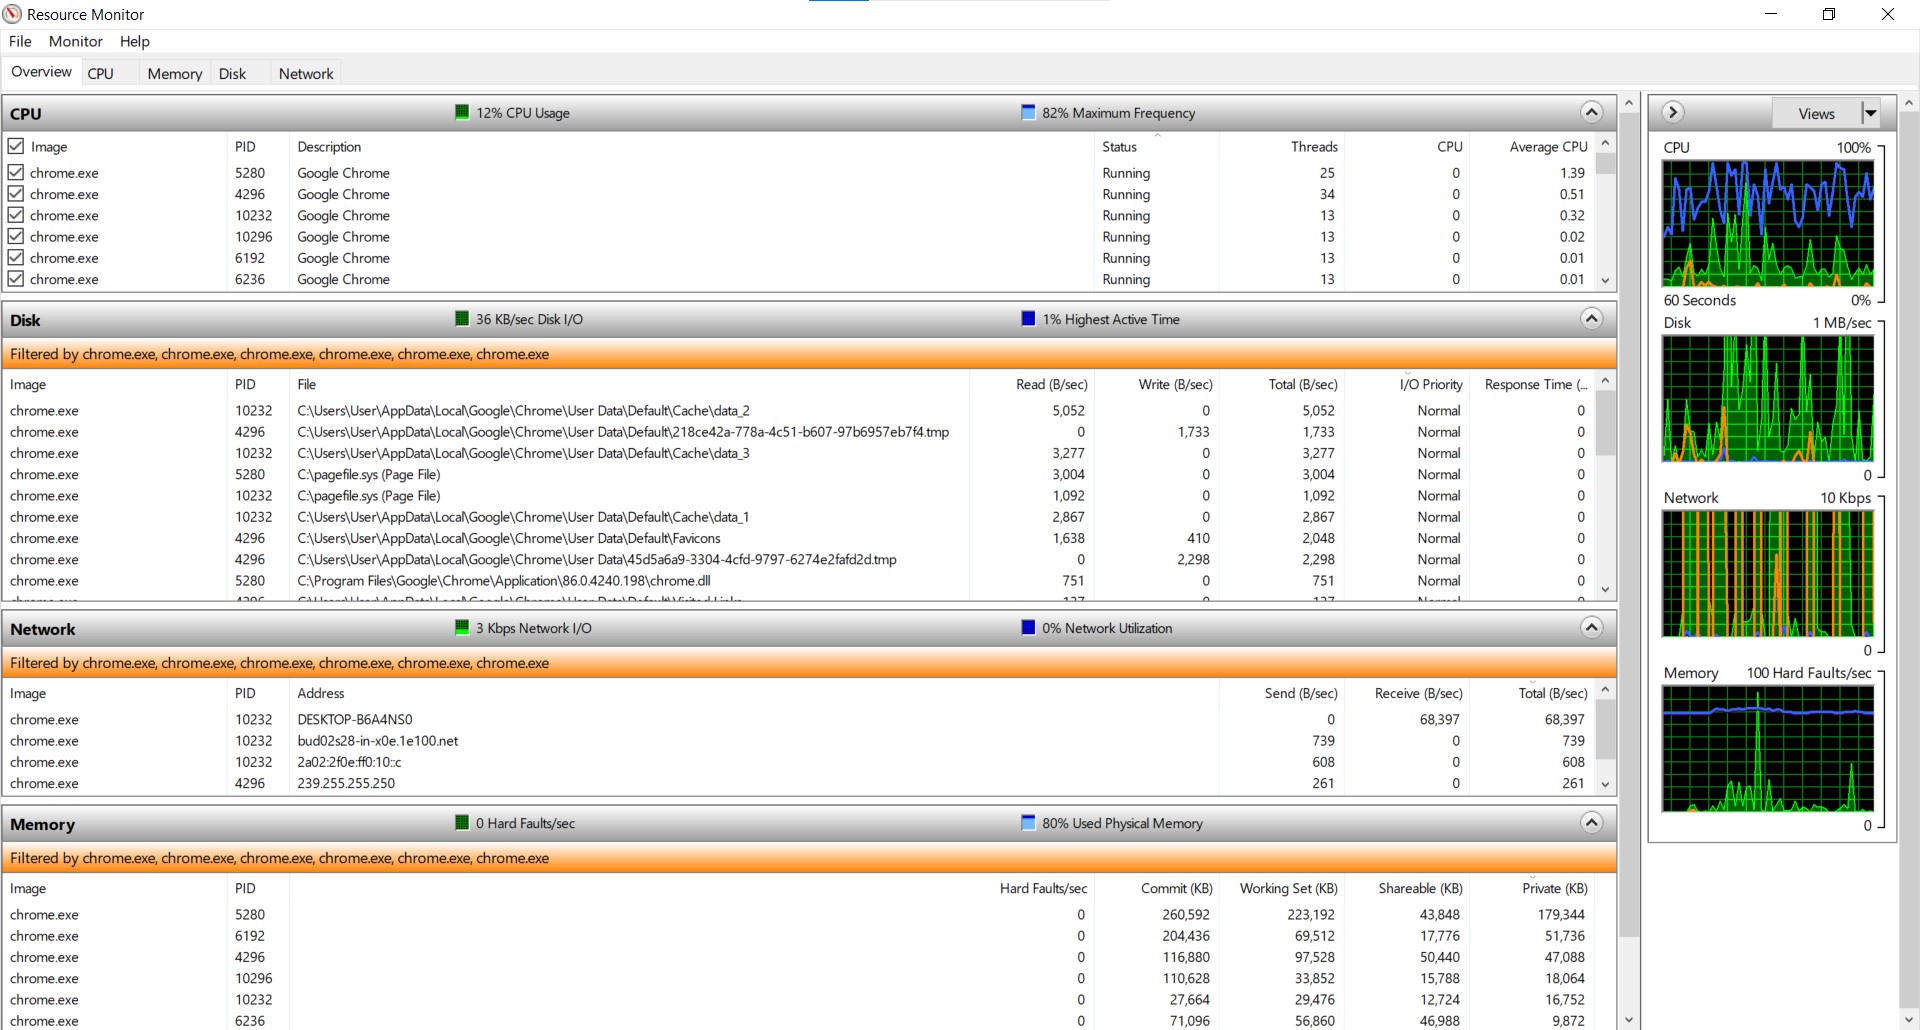 Resource Monitor
File Monitor Help
Overview CPU Memory Disk Network
CPU 12% CPU Usage 82% Maximum Frequency
Image PID Description Status Threads CPU Average CPU
chrome.exe 5280 Google Chrome Running 25 0 1.39
chrome.exe 4296 Google Chrome Running 34 0 0.51
chrome.exe 10232 Google Chrome Running 13 0 0.32
chrome.exe 10296 Google Chrome Running 13 0 0.02
chrome.exe 6192 Google Chrome Running 13 0 0.01
chrome.exe 6236 Google Chrome Running 13 0 0.01
Disk 36 KB/sec Disk I/O 1% Highest Active Time
Filtered by chrome.exe, chrome.exe, chrome.exe, chrome.exe, chrome.exe, chrome.exe
Image PID File Read (B/sec) Write (B/sec) Total (B/sec) I/O Priority Response Time (...
chrome.exe 10232 C:\Users\User\AppData\Local\Google\Chrome\User Data\Default\Cache\data_2 5,052 0 5,052 Normal 0
chrome.exe 4296 C:\Users\User\AppData\Local\Google\Chrome\User Data\Default\218ce42a-778a-4c51-b607-97b6957eb7f4.tmp 0 1,733 1,733 Normal 0
chrome.exe 10232 C:\Users\User\AppData\Local\Google\Chrome\User Data\Default\Cache\data_3 3,277 0 3,277 Normal 0
chrome.exe 5280 C:\pagefile.sys (Page File) 3,004 0 3,004 Normal 0
chrome.exe 10232 C:\pagefile.sys (Page File) 1,092 0 1,092 Normal 0
chrome.exe 10232 C:\Users\User\AppData\Local\Google\Chrome\User Data\Default\Cache\data_1 2,867 0 2,867 Normal 0
chrome.exe 4296 C:\Users\User\AppData\Local\Google\Chrome\User Data\Default\Favicons 1,638 410 2,048 Normal 0
chrome.exe 4296 C:\Users\User\AppData\Local\Google\Chrome\User Data\45d5a6a9-3304-4cfd-9797-6274e2fafd2d.tmp 0 2,298 2,298 Normal 0
chrome.exe 5280 C:\Program Files\Google\Chrome\Application\86.0.4240.198\chrome.dll 751 0 751 Normal 0
Network 3 Kbps Network I/O 0% Network Utilization
Filtered by chrome.exe, chrome.exe, chrome.exe, chrome.exe, chrome.exe, chrome.exe
Image PID Address Send (B/sec) Receive (B/sec) Total (B/sec)
chrome.exe 10232 DESKTOP-B6A4NS0 0 68,397 68,397
chrome.exe 10232 bud02s28-in-x0e.1e100.net 739 0 739
chrome.exe 10232 2a02:2f0e:ff0:10::c 608 0 608
chrome.exe 4296 239.255.255.250 261 0 261
Memory 0 Hard Faults/sec 80% Used Physical Memory
Filtered by chrome.exe, chrome.exe, chrome.exe, chrome.exe, chrome.exe, chrome.exe
Image PID Hard Faults/sec Commit (KB) Working Set (KB) Shareable (KB) Private (KB)
chrome.exe 5280 0 260,592 223,192 43,848 179,344
chrome.exe 6192 0 204,436 69,512 17,776 51,736
chrome.exe 4296 0 116,880 97,528 50,440 47,088
chrome.exe 10296 0 110,628 33,852 15,788 18,064
chrome.exe 10232 0 27,664 29,476 12,724 16,752
chrome.exe 6236 0 71,096 56,860 46,988 9,872
Views
CPU 100%
60 Seconds 0%
Disk 1 MB/sec
0
Network 10 Kbps
0
Memory 100 Hard Faults/sec
0